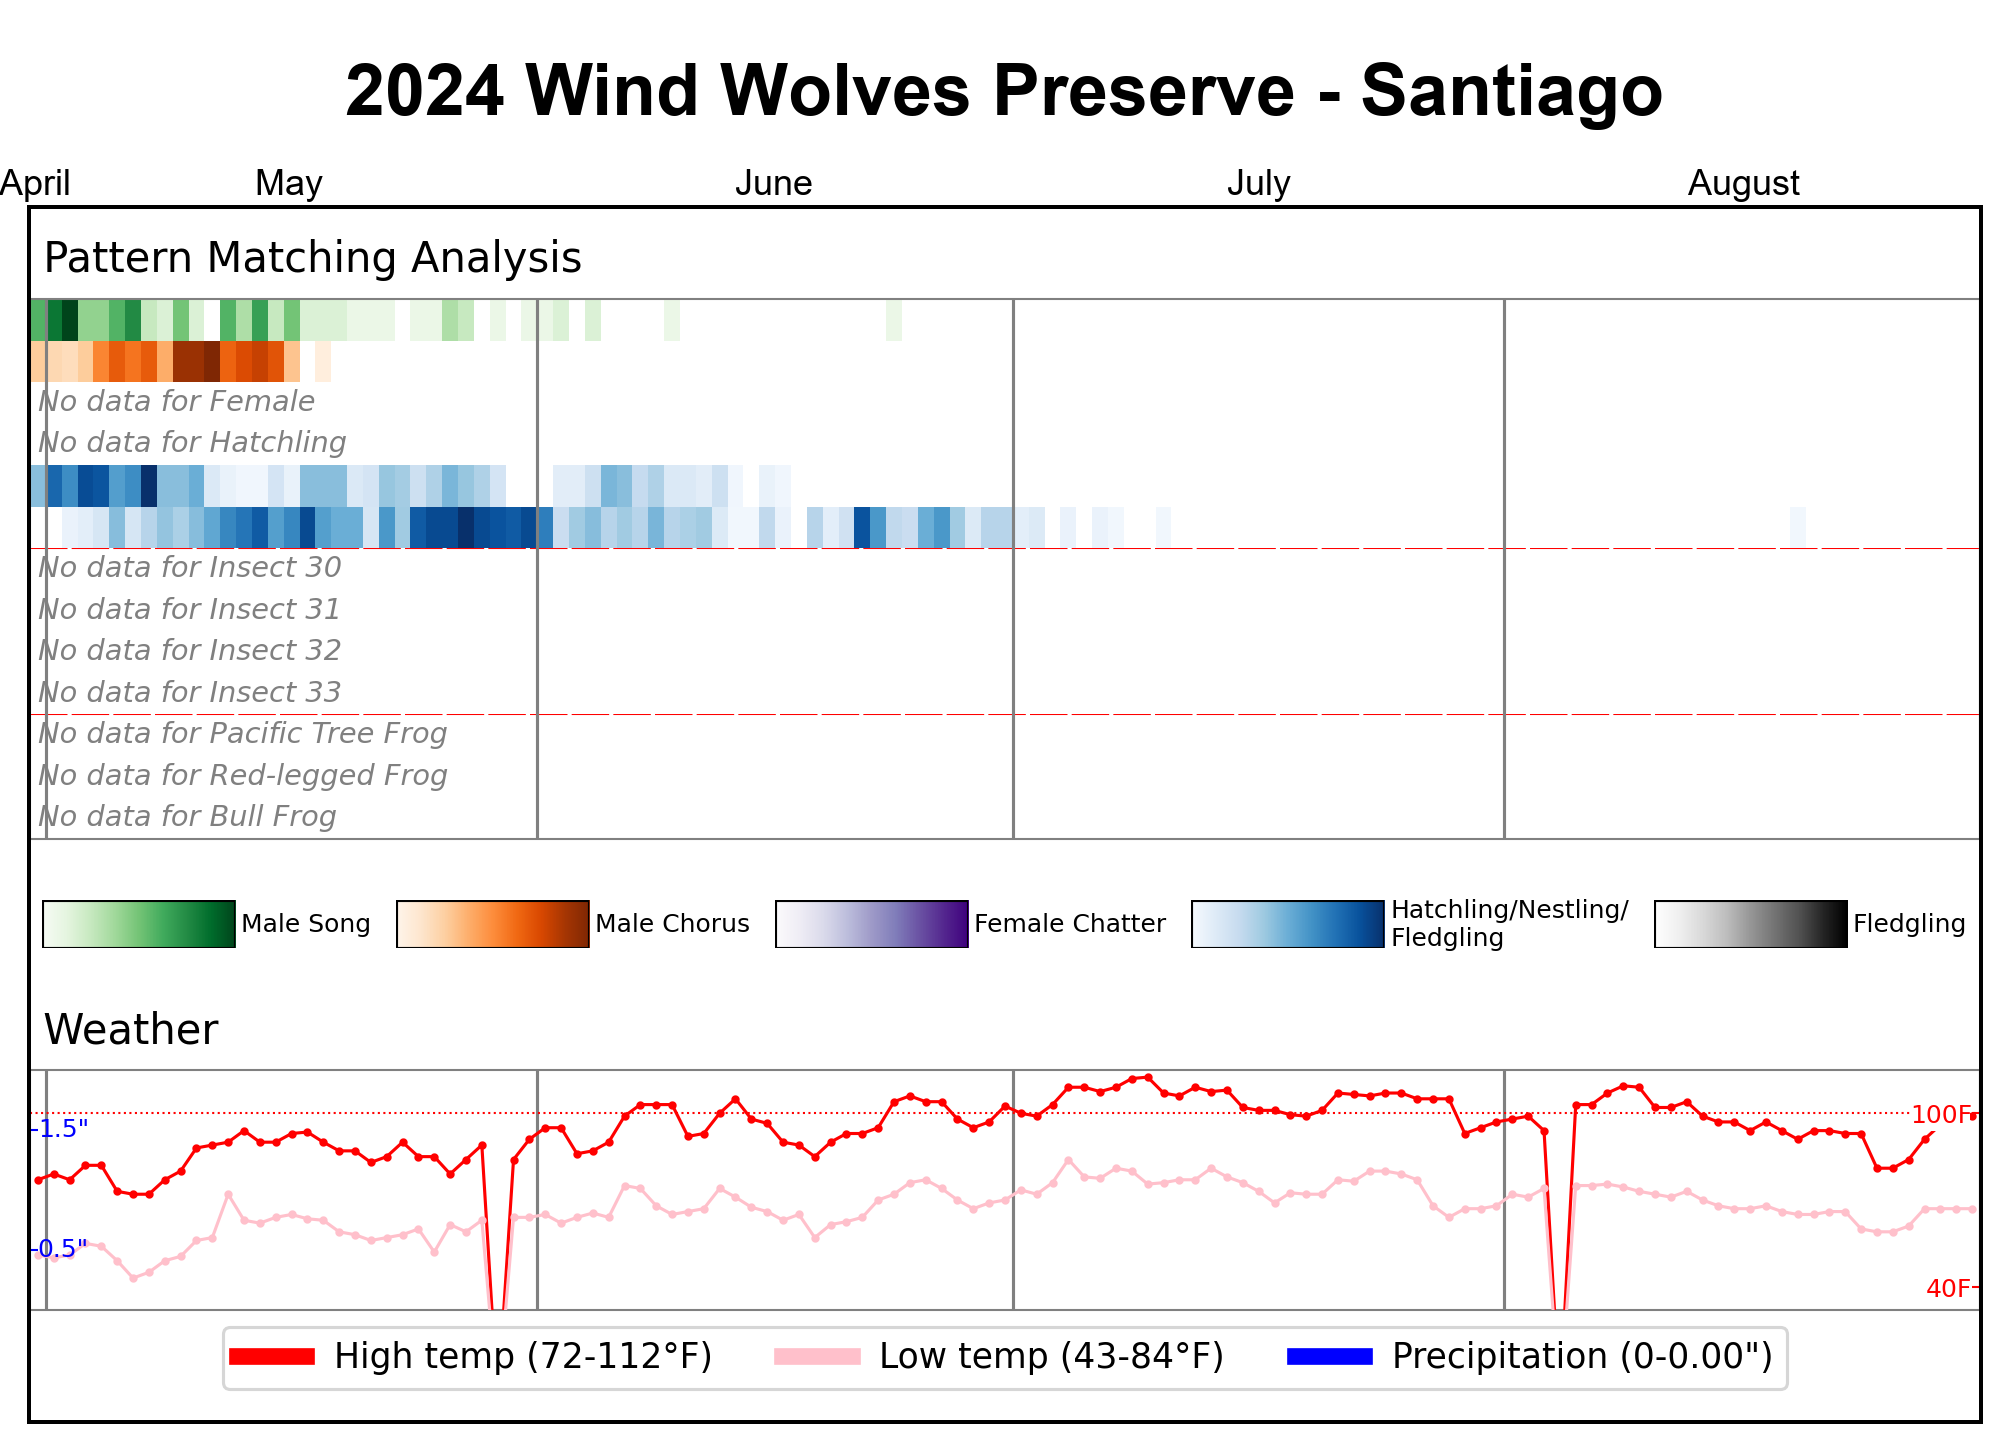 2024 Wind Wolves Preserve - Santiago
April May June July August
Pattern Matching Analysis
No data for Female
No data for Hatchling
No data for Insect 30
No data for Insect 31
No data for Insect 32
No data for Insect 33
No data for Pacific Tree Frog
No data for Red-legged Frog
No data for Bull Frog
Male Song Male Chorus Female Chatter Hatchling/Nestling/
Fledgling Fledgling
Weather
1.5" 100F
0.5" 40F
High temp (72-112°F) Low temp (43-84°F) Precipitation (0-0.00")